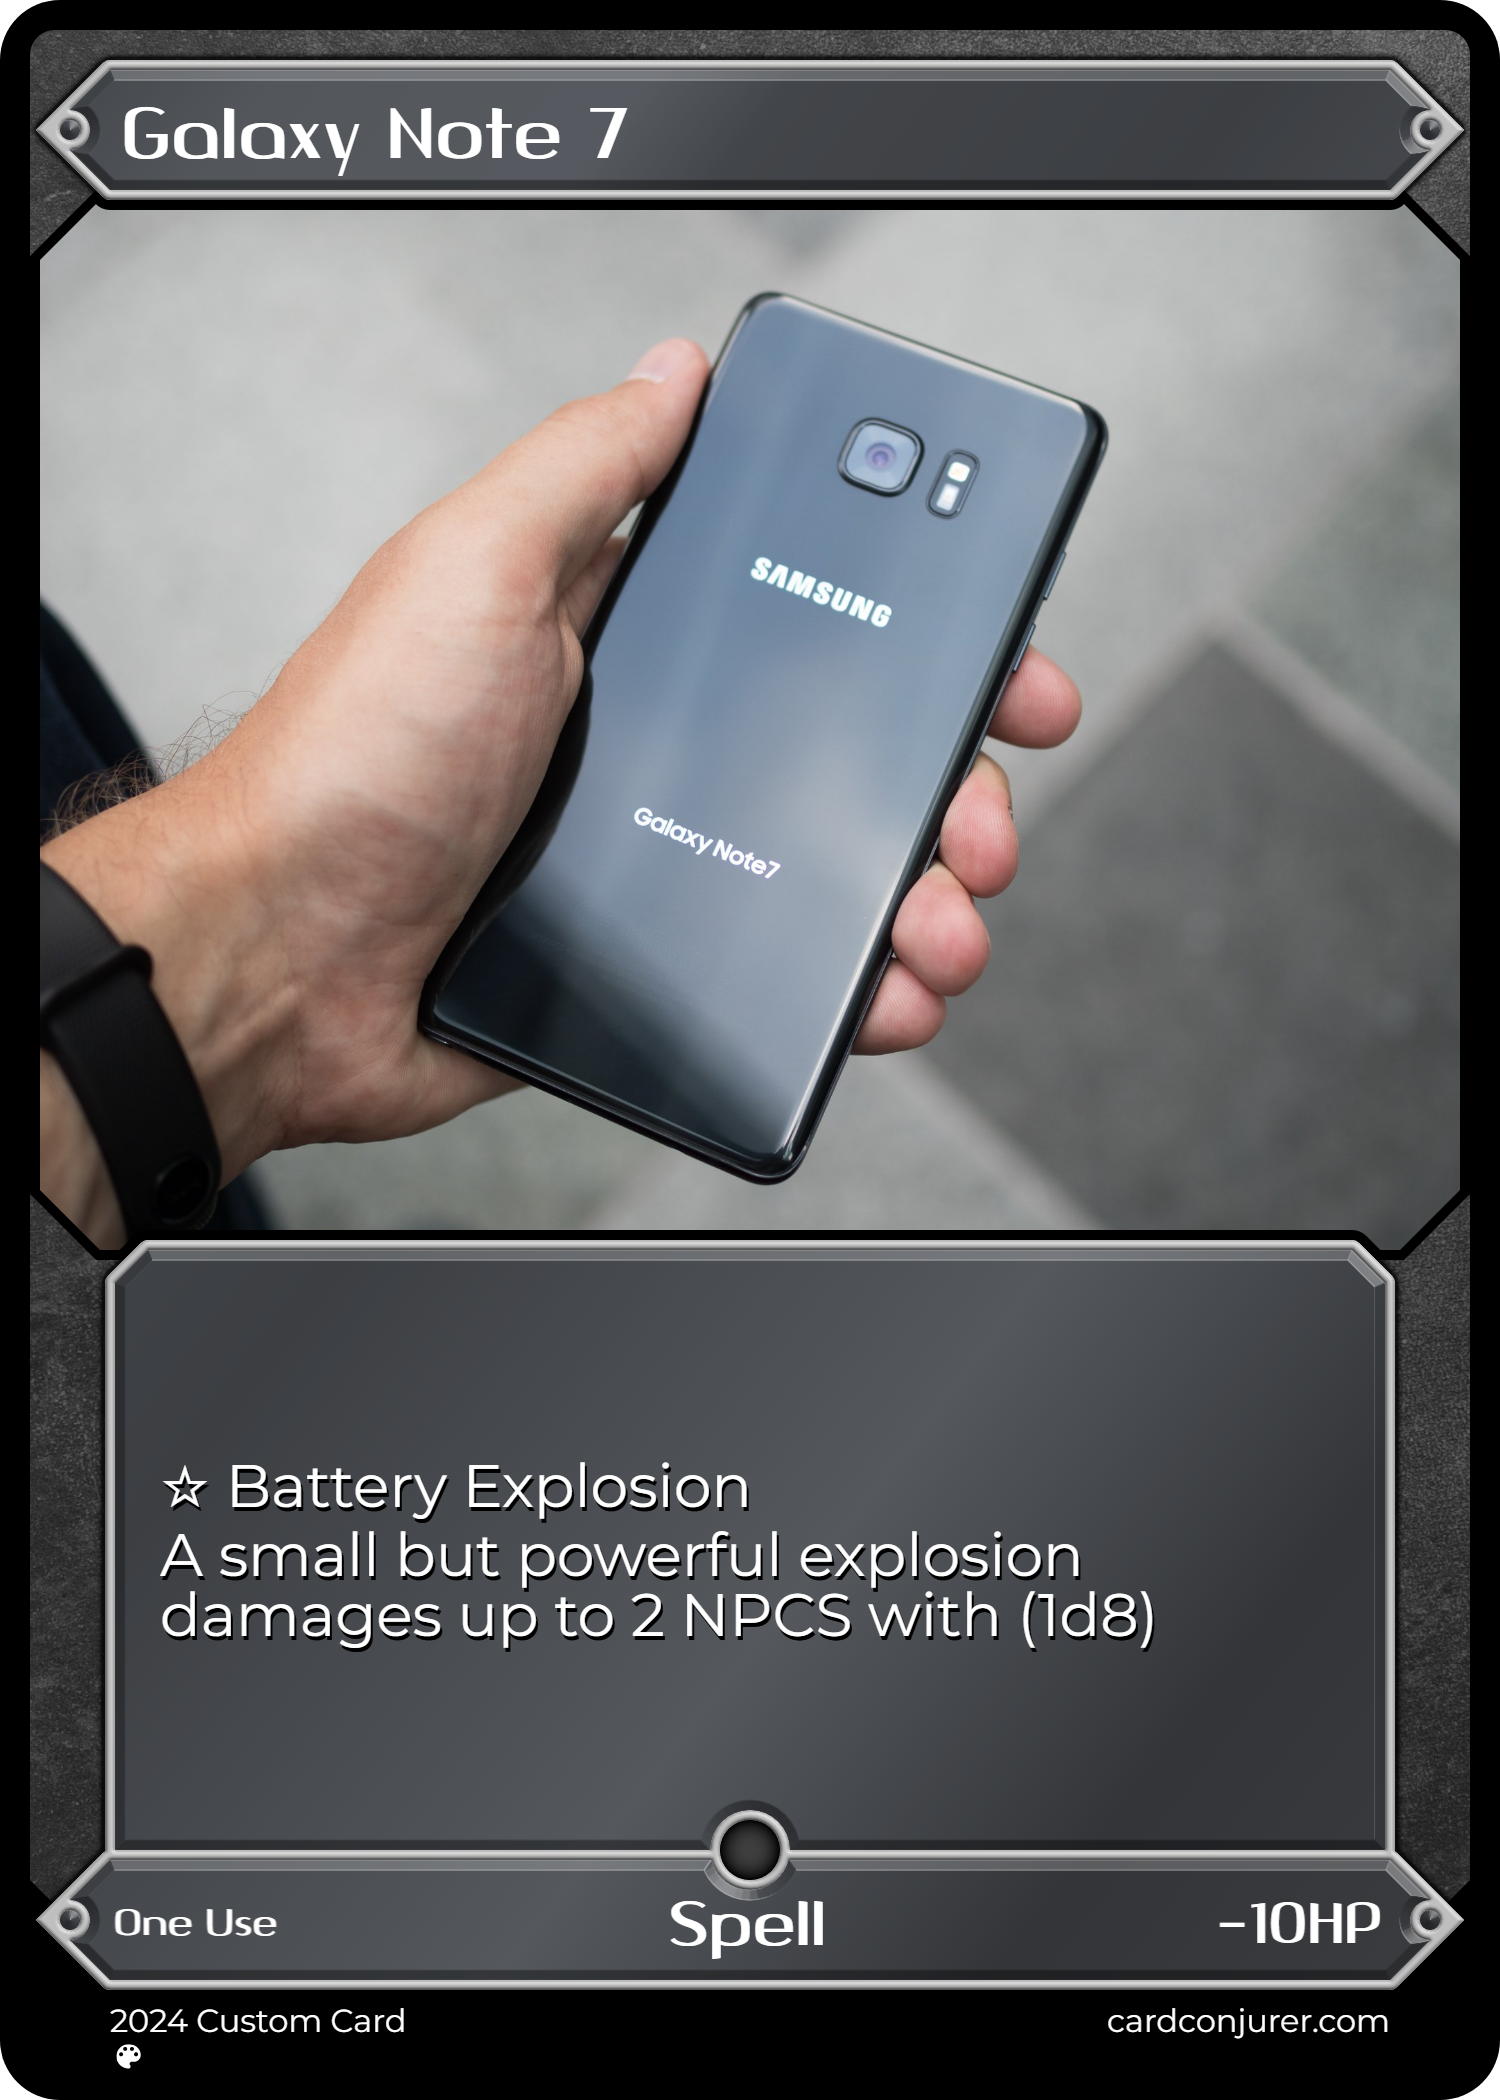 Galaxy Note 7
SAMSUNG
Galaxy Note7
☆ Battery Explosion
A small but powerful explosion
damages up to 2 NPCS with (1d8)
One Use
Spell
-10HP
2024 Custom Card
cardconjurer.com